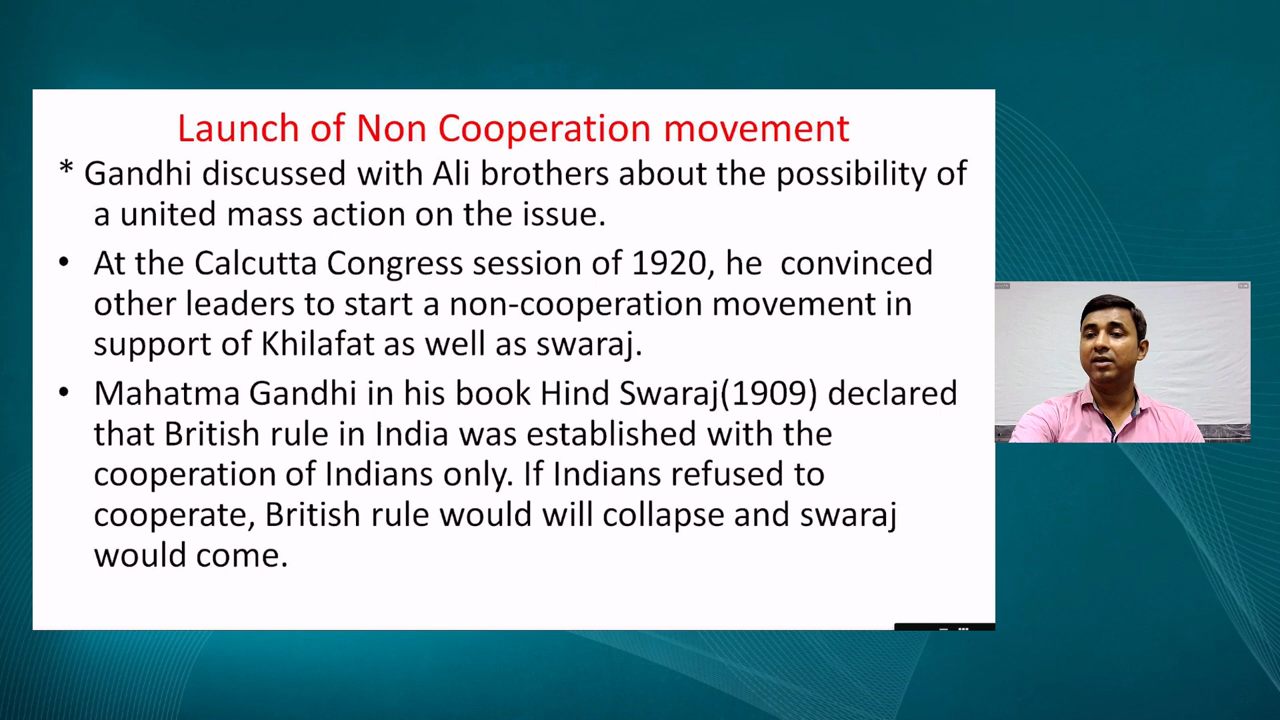 Launch of Non Cooperation movement
* Gandhi discussed with Ali brothers about the possibility of
a united mass action on the issue.
• At the Calcutta Congress session of 1920, he  convinced
other leaders to start a non-cooperation movement in
support of Khilafat as well as swaraj.
• Mahatma Gandhi in his book Hind Swaraj(1909) declared
that British rule in India was established with the
cooperation of Indians only. If Indians refused to
cooperate, British rule would will collapse and swaraj
would come.